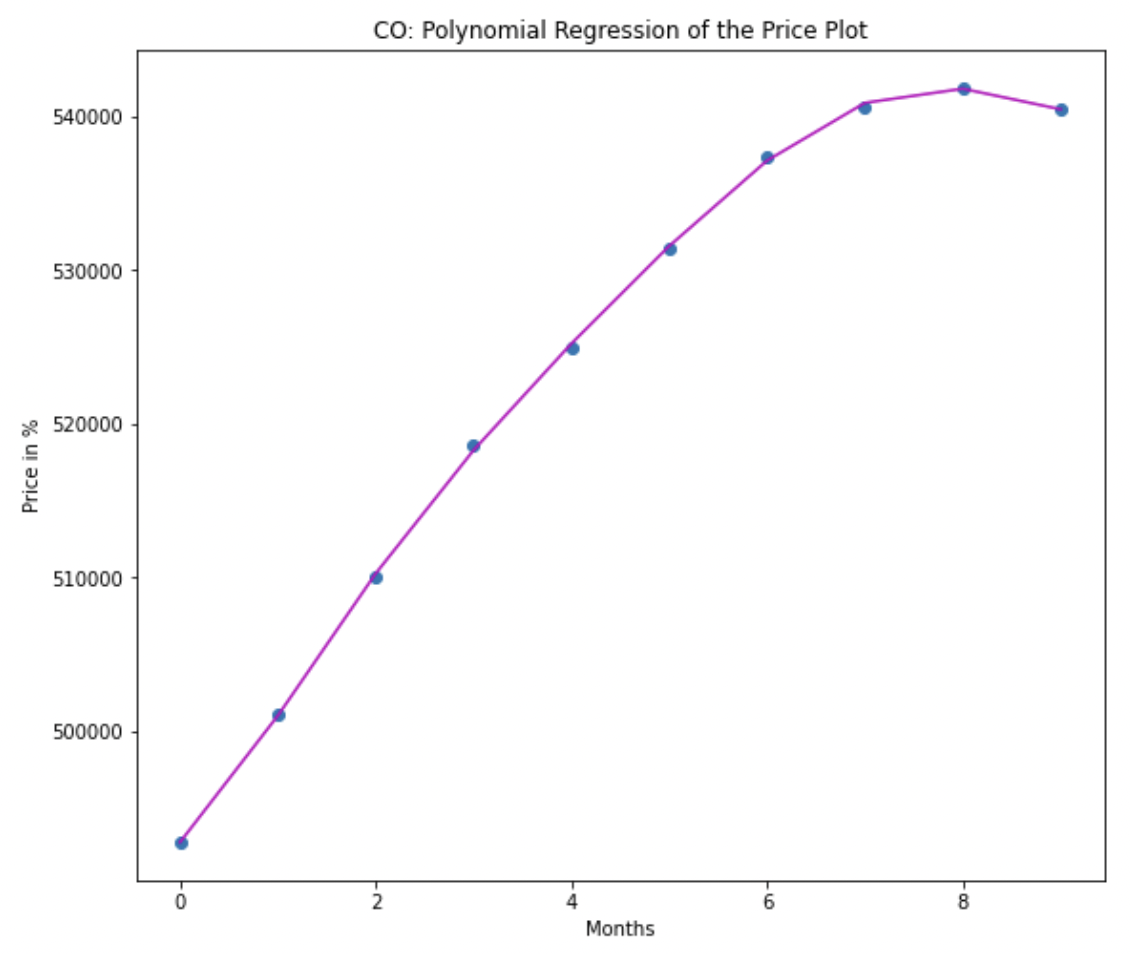 CO: Polynomial Regression of the Price Plot
540000
530000
520000
510000
500000
Price in %
0 2 4 6 8
Months